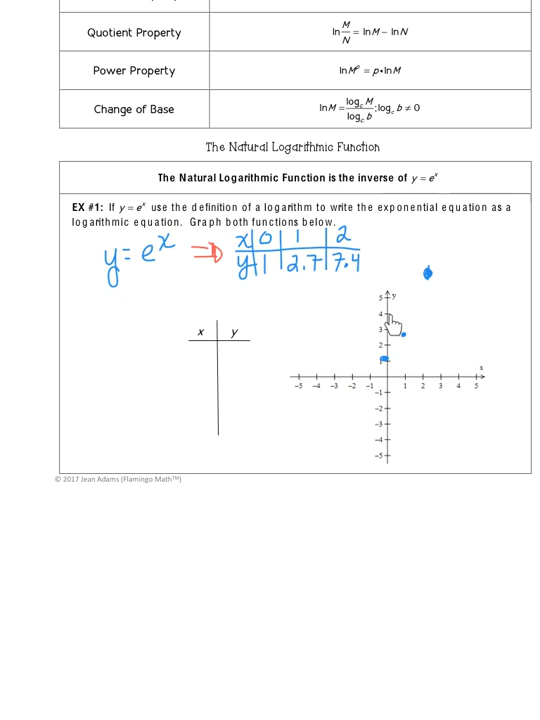 Quotient Property ln M/N = ln M − ln N
Power Property ln Mᵖ = p•ln M
Change of Base ln M = log_c M / log_c b ; log_c b ≠ 0
The Natural Logarithmic Function
The Natural Logarithmic Function is the inverse of y = eˣ
EX #1: If y = eˣ use the definition of a logarithm to write the exponential equation as a
logarithmic equation. Graph both functions below.
y = eˣ ⇒ x | 0 | 1 | 2
y | 1 | 2.7 | 7.4
x y
5 y
4
3
2
1
x
−5 −4 −3 −2 −1 1 2 3 4 5
−1
−2
−3
−4
−5
© 2017 Jean Adams (Flamingo Math™)